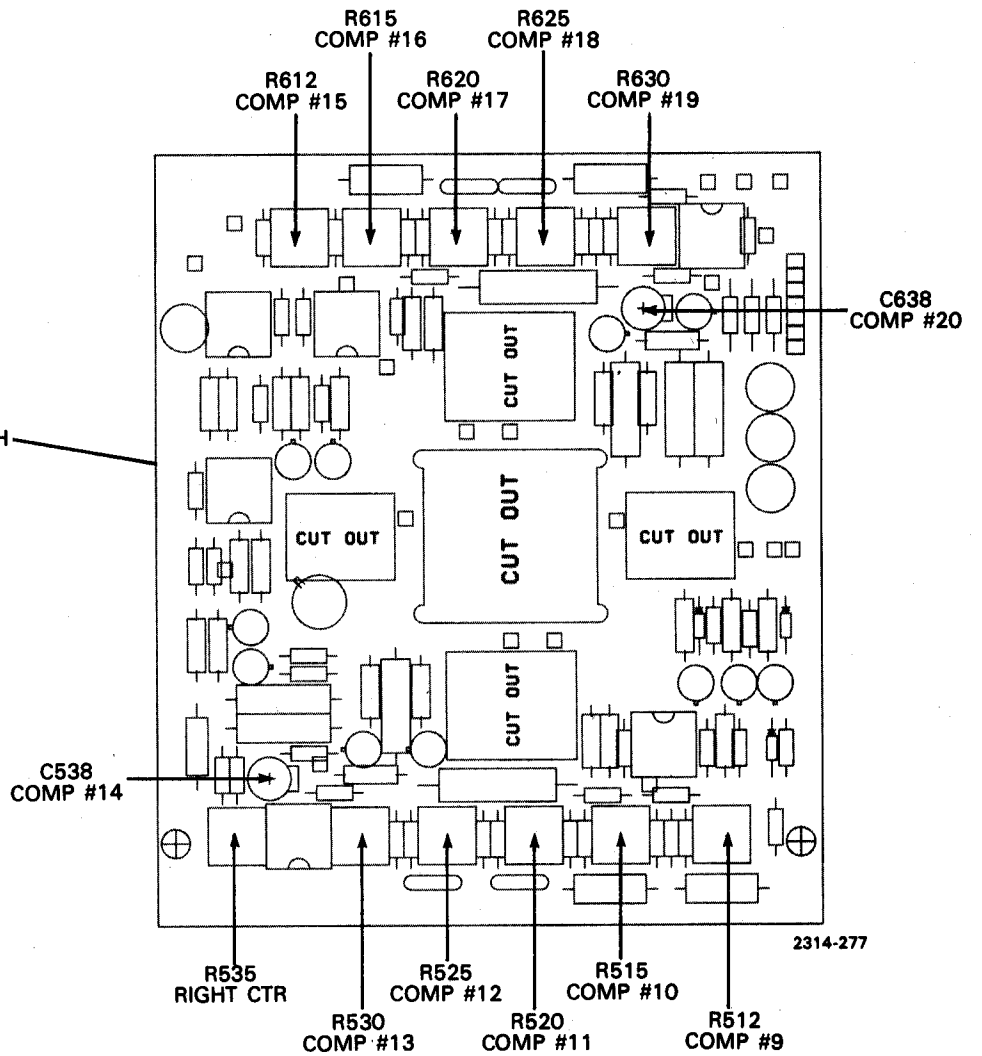 R615
COMP #16
R625
COMP #18
R612
COMP #15
R620
COMP #17
R630
COMP #19
C638
COMP #20
CUT OUT
H
CUT OUT
CUT OUT
CUT OUT
CUT OUT
C538
COMP #14
2314-277
R535
RIGHT CTR
R525
COMP #12
R515
COMP #10
R530
COMP #13
R520
COMP #11
R512
COMP #9